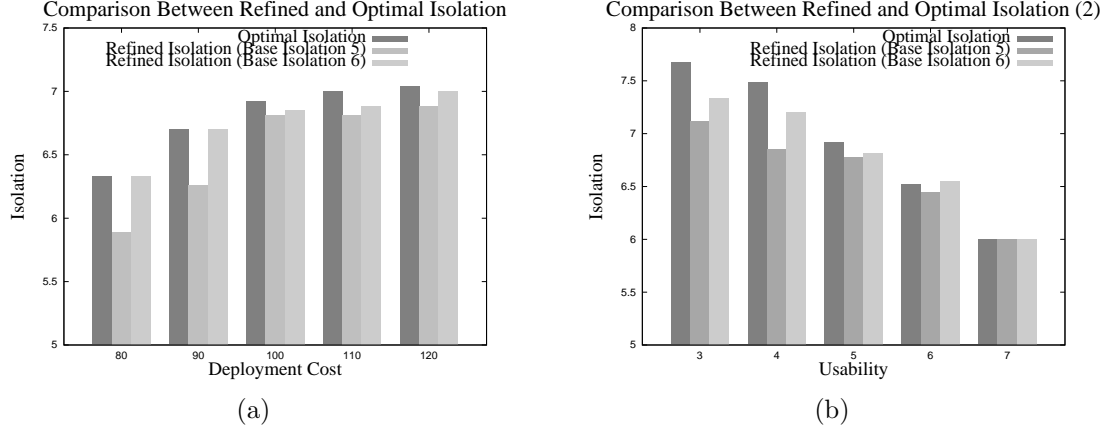 Comparison Between Refined and Optimal Isolation
7.5
7
6.5
6
5.5
5
Isolation
Optimal Isolation
Refined Isolation (Base Isolation 5)
Refined Isolation (Base Isolation 6)
80 90 100 110 120
Deployment Cost
(a)
Comparison Between Refined and Optimal Isolation (2)
8
7.5
7
6.5
6
5.5
5
Isolation
Optimal Isolation
Refined Isolation (Base Isolation 5)
Refined Isolation (Base Isolation 6)
3 4 5 6 7
Usability
(b)